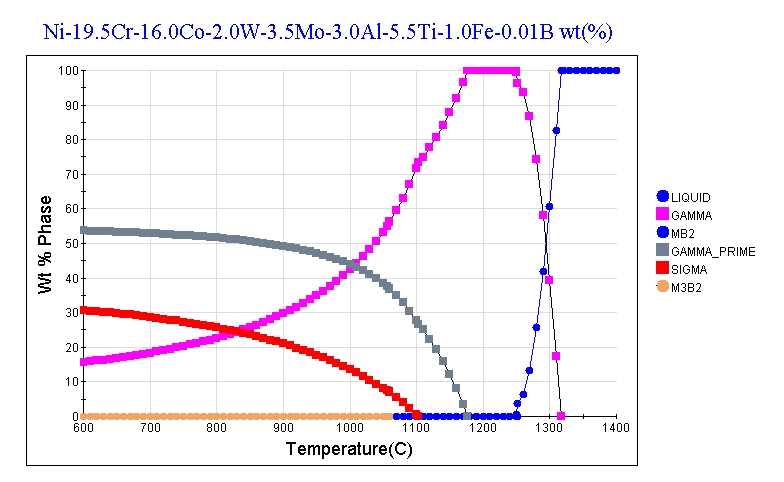 Ni-19.5Cr-16.0Co-2.0W-3.5Mo-3.0Al-5.5Ti-1.0Fe-0.01B wt(%)
100
90
80
70
60
50
40
30
20
10
0
Wt % Phase
600 700 800 900 1000 1100 1200 1300 1400
Temperature(C)
LIQUID
GAMMA
MB2
GAMMA_PRIME
SIGMA
M3B2